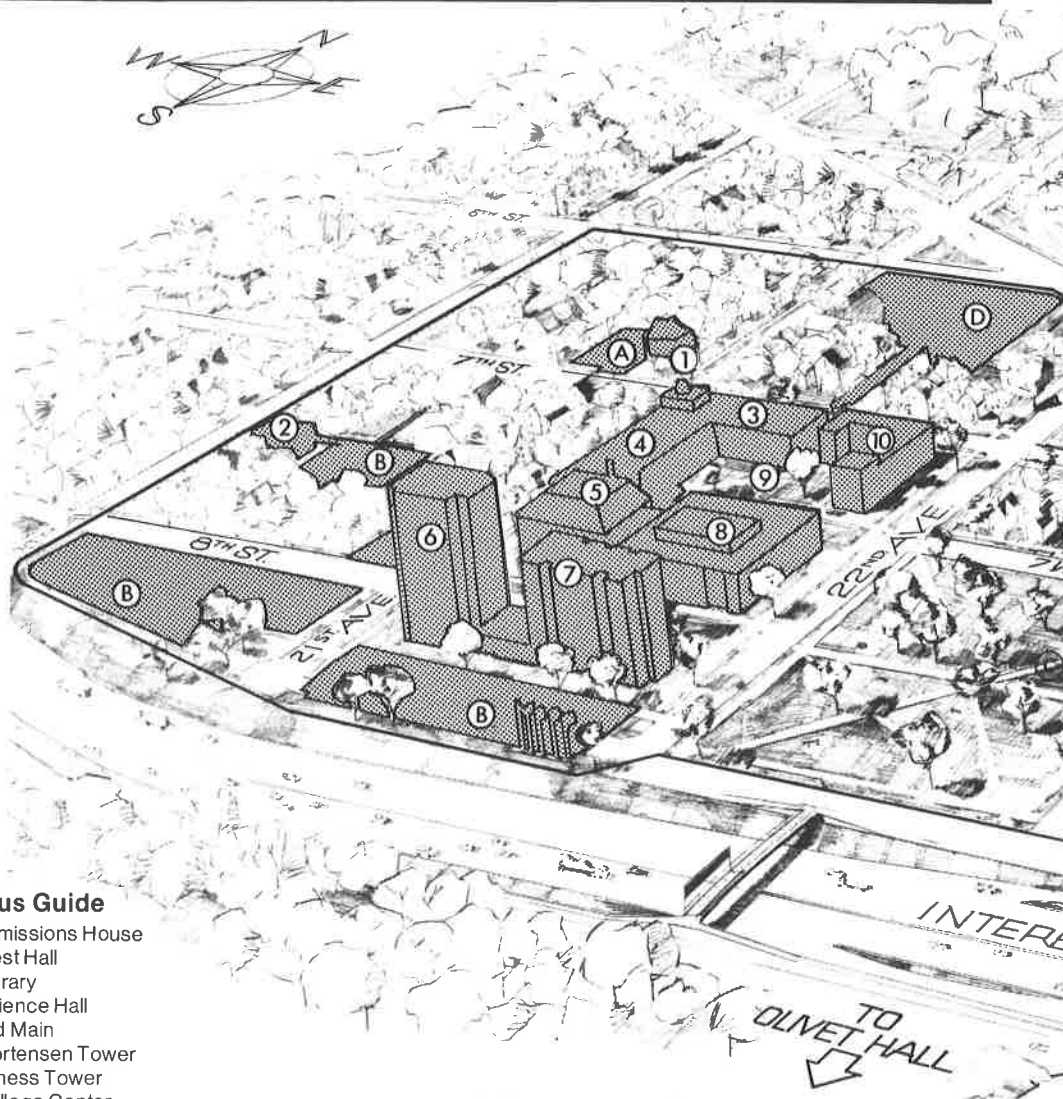 W
N
S
E
6TH ST.
D
A
1
7TH ST
3
2
4
10
B
9
5
8
6
22ND AVE
8TH ST.
7
B
21ST AVE
B
us Guide
missions House
est Hall
rary
ience Hall
d Main
ortensen Tower
ness Tower
INTER
TO
OLIVET HALL